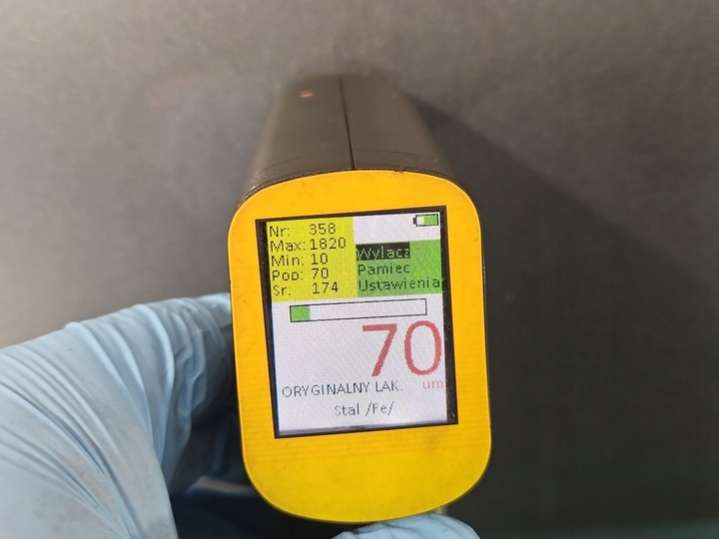 Nr: 358
Max: 1820
Min: 10
Pop: 70
Sr: 174
Wylacz
Pamiec
Ustawienia
70
um
ORYGINALNY LAK.
Stal /Fe/